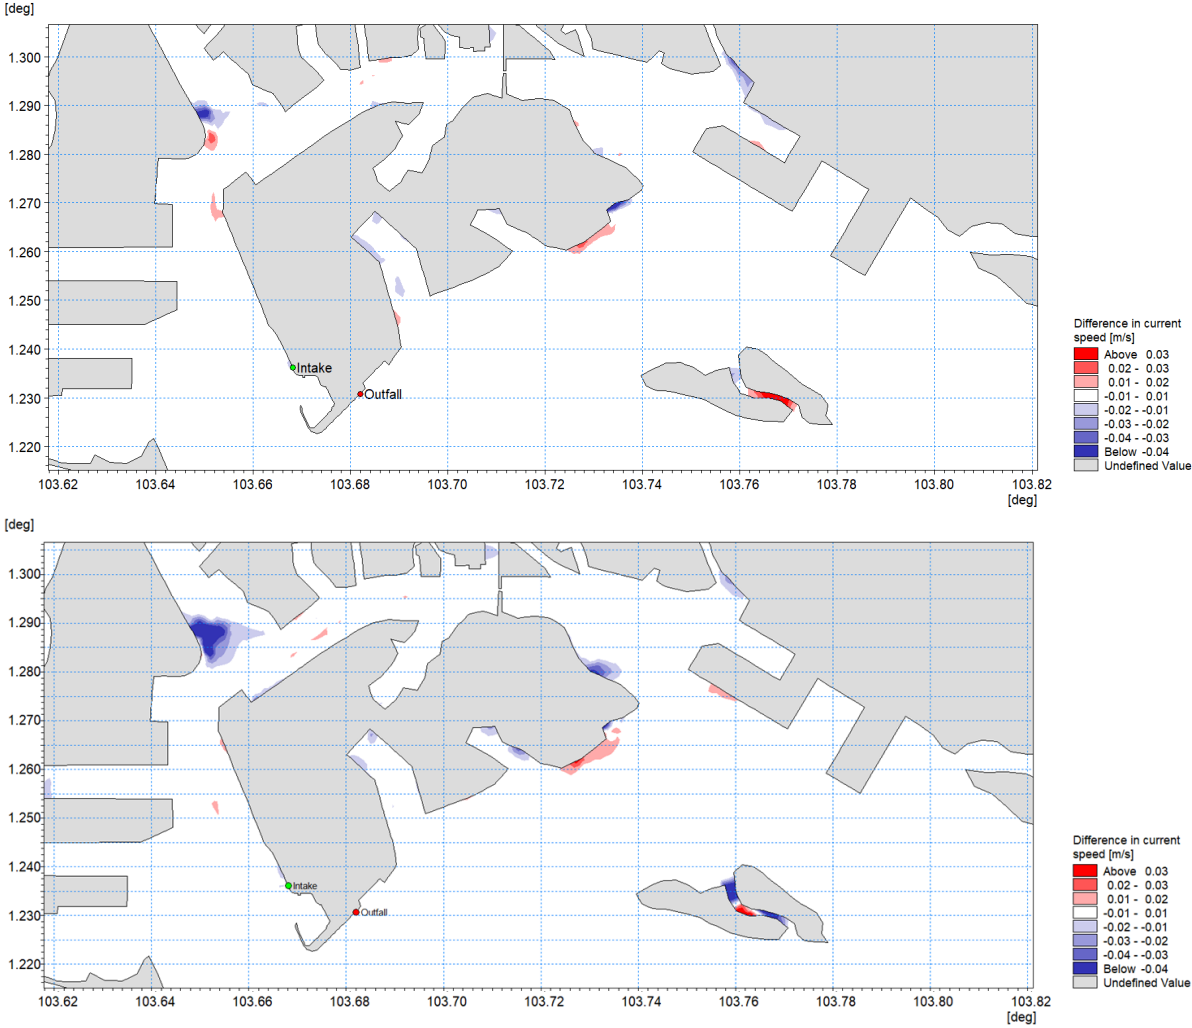 [deg]
1.300
1.290
1.280
1.270
1.260
1.250
1.240
1.230
1.220
Intake
Outfall
103.62 103.64 103.66 103.68 103.70 103.72 103.74 103.76 103.78 103.80 103.82
[deg]
Difference in current
speed [m/s]
Above 0.03
0.02 - 0.03
0.01 - 0.02
-0.01 - 0.01
-0.02 - -0.01
-0.03 - -0.02
-0.04 - -0.03
Below -0.04
Undefined Value
[deg]
1.300
1.290
1.280
1.270
1.260
1.250
1.240
1.230
1.220
Intake
Outfall
103.62 103.64 103.66 103.68 103.70 103.72 103.74 103.76 103.78 103.80 103.82
[deg]
Difference in current
speed [m/s]
Above 0.03
0.02 - 0.03
0.01 - 0.02
-0.01 - 0.01
-0.02 - -0.01
-0.03 - -0.02
-0.04 - -0.03
Below -0.04
Undefined Value